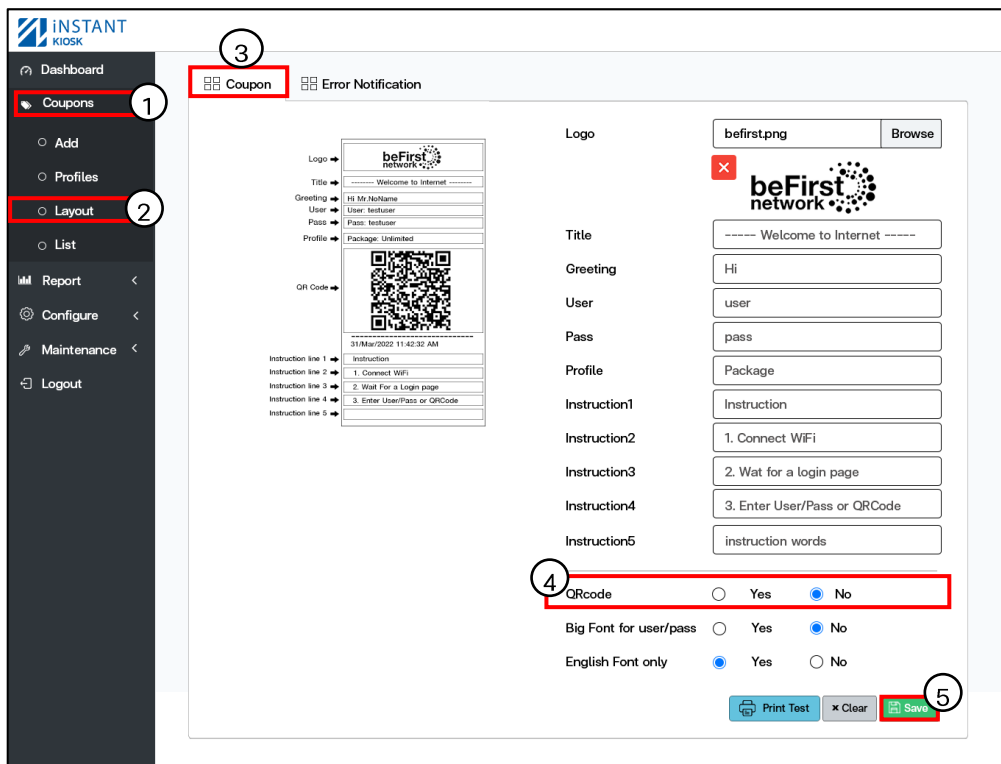 iNSTANT
KIOSK
Dashboard
Coupons
1
Add
Profiles
Layout
2
List
Report
Configure
Maintenance
Logout
3
Coupon
Error Notification
Logo
beFirst
network
Title
-------- Welcome to Internet --------
Greeting
Hi Mr.NoName
User
User: testuser
Pass
Pass: testuser
Profile
Package: Unlimited
QR Code
------------------------------
31/Mar/2022 11:42:32 AM
Instruction line 1
Instruction
Instruction line 2
1. Connect WiFi
Instruction line 3
2. Wait For a Login page
Instruction line 4
3. Enter User/Pass or QRCode
Instruction line 5
Logo
befirst.png
Browse
×
beFirst
network
Title
----- Welcome to Internet -----
Greeting
Hi
User
user
Pass
pass
Profile
Package
Instruction1
Instruction
Instruction2
1. Connect WiFi
Instruction3
2. Wat for a login page
Instruction4
3. Enter User/Pass or QRCode
Instruction5
instruction words
4
QRcode Yes No
Big Font for user/pass Yes No
English Font only Yes No
Print Test
× Clear
Save
5